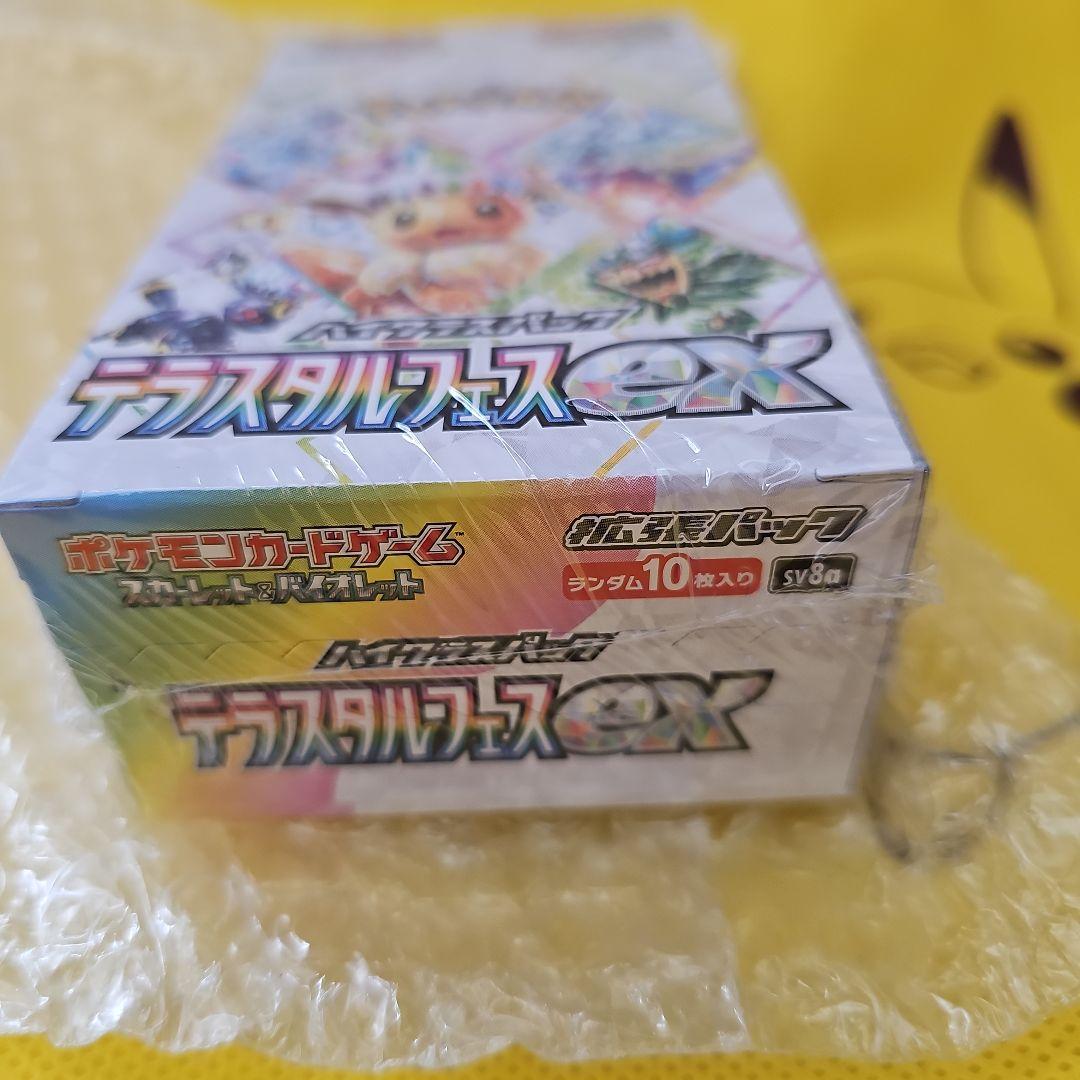 ハイクラスパック
テラスタルフェスex
ポケモンカードゲーム™
スカーレット&バイオレット
拡張パック
ランダム10枚入り
sv8a
ハイクラスパック
テラスタルフェスex